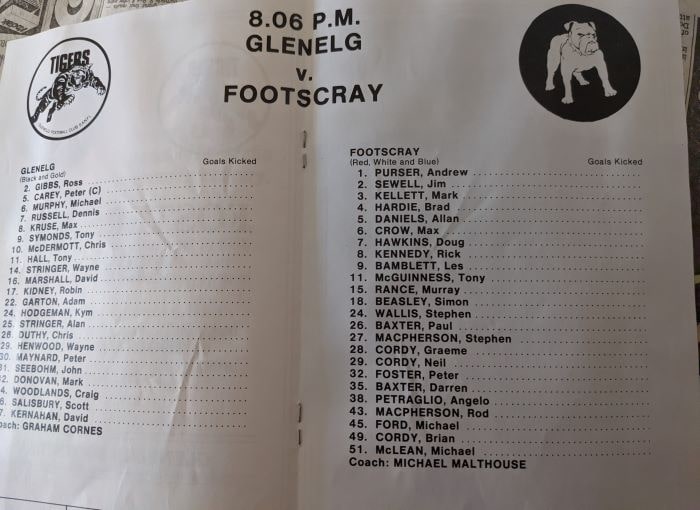 8.06 P.M.
GLENELG
v.
FOOTSCRAY
TIGERS
GLENELG
(Black and Gold)
Goals Kicked
2. GIBBS, Ross
5. CAREY, Peter (C)
6. MURPHY, Michael
7. RUSSELL, Dennis
8. KRUSE, Max
9. SYMONDS, Tony
10. McDERMOTT, Chris
11. HALL, Tony
14. STRINGER, Wayne
16. MARSHALL, David
17. KIDNEY, Robin
22. GARTON, Adam
24. HODGEMAN, Kym
25. STRINGER, Alan
28. DUTHY, Chris
29. HENWOOD, Wayne
30. MAYNARD, Peter
31. SEEBOHM, John
32. DONOVAN, Mark
4. WOODLANDS, Craig
6. SALISBURY, Scott
7. KERNAHAN, David
oach: GRAHAM CORNES
FOOTSCRAY
(Red, White and Blue)
Goals Kicked
1. PURSER, Andrew
2. SEWELL, Jim
3. KELLETT, Mark
4. HARDIE, Brad
5. DANIELS, Allan
6. CROW, Max
7. HAWKINS, Doug
8. KENNEDY, Rick
9. BAMBLETT, Les
11. McGUINNESS, Tony
15. RANCE, Murray
18. BEASLEY, Simon
24. WALLIS, Stephen
26. BAXTER, Paul
27. MACPHERSON, Stephen
28. CORDY, Graeme
29. CORDY, Neil
32. FOSTER, Peter
35. BAXTER, Darren
38. PETRAGLIO, Angelo
43. MACPHERSON, Rod
45. FORD, Michael
49. CORDY, Brian
51. McLEAN, Michael
Coach: MICHAEL MALTHOUSE